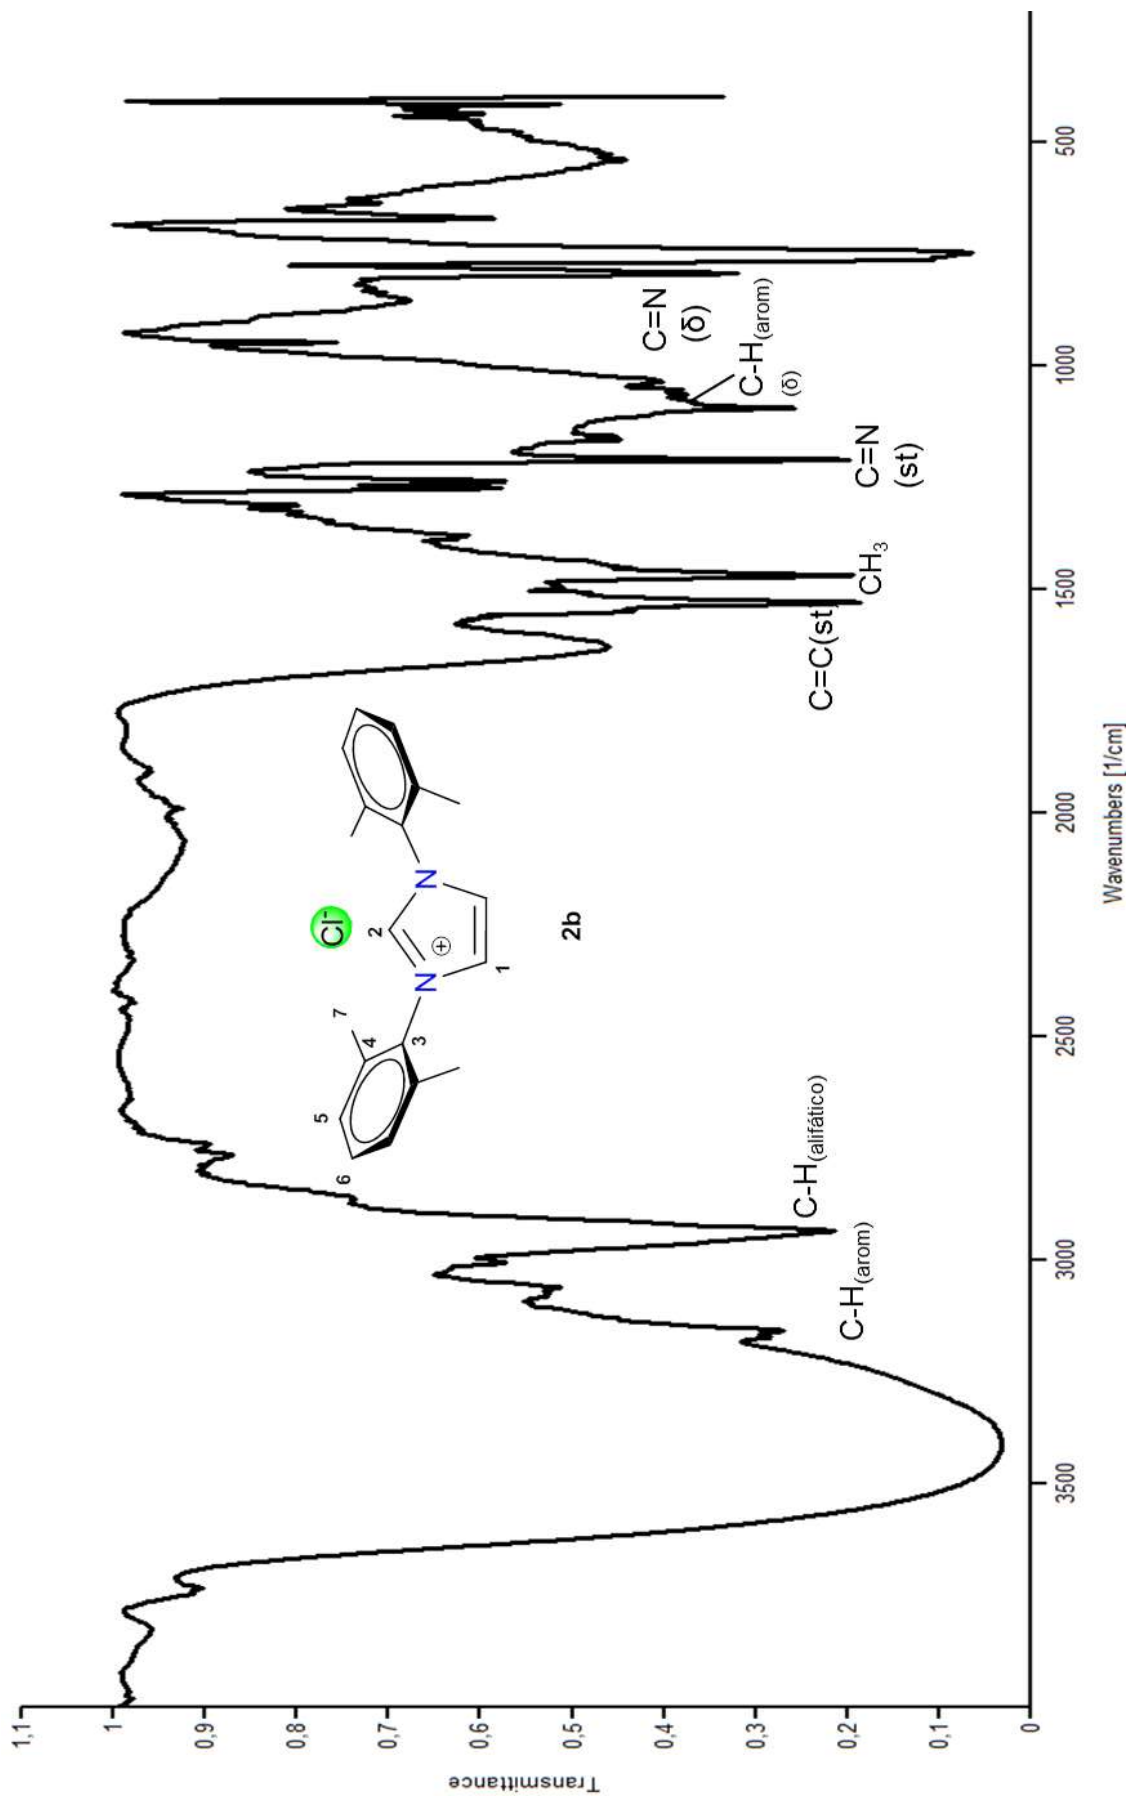 1,1
1
0,9
0,8
0,7
0,6
0,5
0,4
0,3
0,2
0,1
0
Transmittance
3500
3000
2500
2000
1500
1000
500
Wavenumbers [1/cm]
C-H(arom)
C-H(alifático)
C=C(st)
CH3
C=N
(st)
C-H(arom)
(δ)
C=N
(δ)
Cl-
7
4
5
6
3
2
N
N
⊕
1
2b